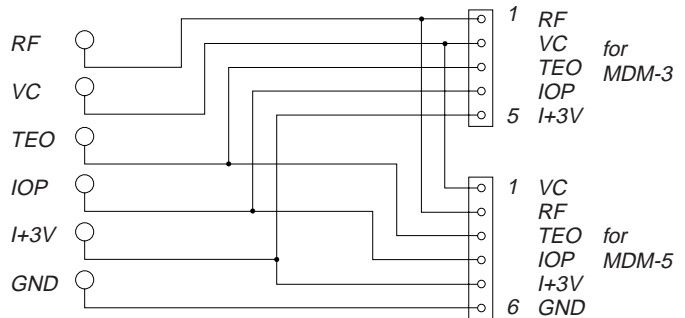 RF
VC
TEO
IOP
I+3V
GND
1 RF
VC
TEO
IOP
5 I+3V
for
MDM-3
1 VC
RF
TEO
IOP
I+3V
6 GND
for
MDM-5